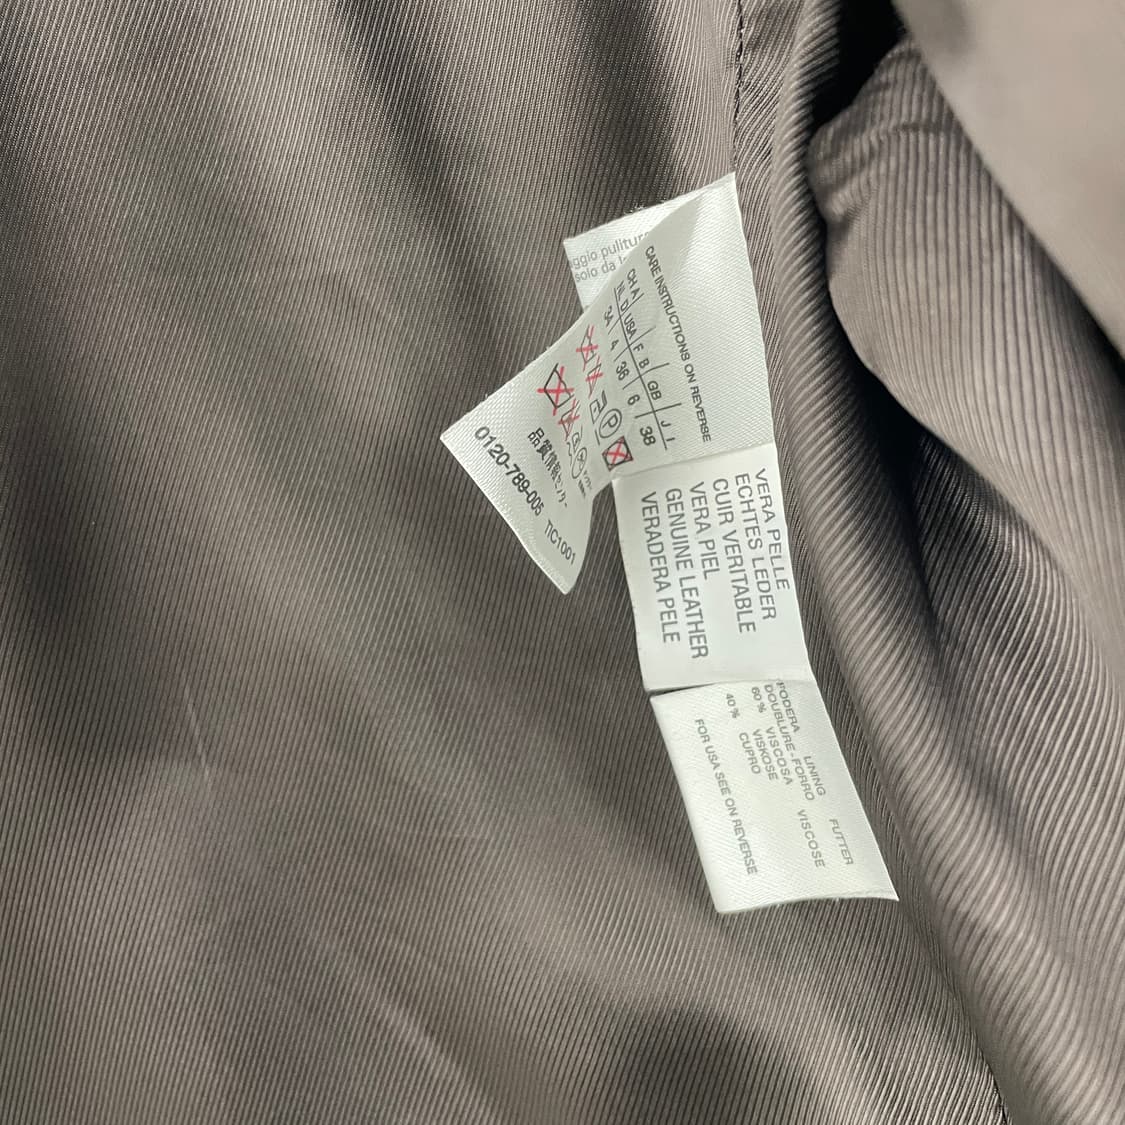 ggio pulitur
solo da
CARE INSTRUCTIONS ON REVERSE
CH A
NL D USA F B GB J I
34 4 36 6 38
P
0120-789-005 TIC1001
VERA PELLE
ECHTES LEDER
CUIR VERITABLE
VERA PIEL
GENUINE LEATHER
VERADERA PELE
FODERA LINING FUTTER
DOUBLURE-FORRO
60% VISCOSA VISCOSE
VISKOSE
40% CUPRO
FOR USA SEE ON REVERSE